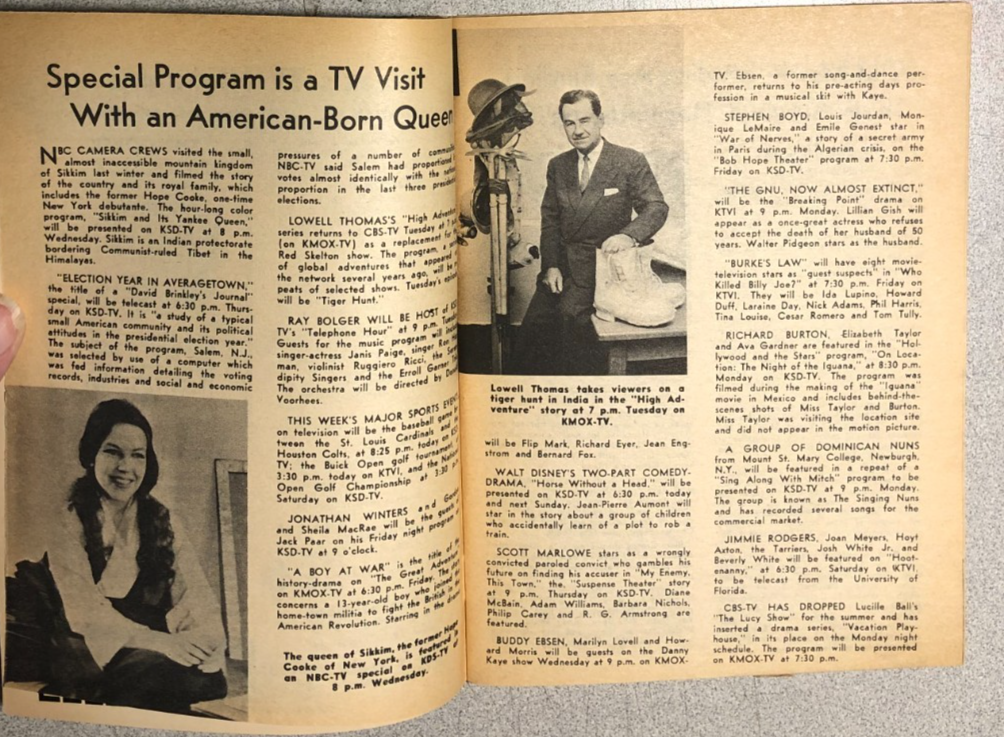 Special Program is a TV Visit
With an American-Born Queen
NBC CAMERA CREWS visited the small,
almost inaccessible mountain kingdom
of Sikkim last winter and filmed the story
of the country and its royal family, which
includes the former Hope Cooke, one-time
New York debutante. The hour-long color
program, "Sikkim and Its Yankee Queen,"
will be presented on KSD-TV at 8 p.m.
Wednesday. Sikkim is an Indian protectorate
bordering Communist-ruled Tibet in the
Himalayes.
"ELECTION YEAR IN AVERAGETOWN,"
the title of a "David Brinkley's Journal"
special, will be telecast at 6:30 p.m. Thurs-
day on KSD-TV. It is "a study of a typical
small American community and its political
attitudes in the presidential election year."
The subject of the program, Salem, N.J.,
was selected by use of a computer which
was fed information detailing the voting
records, industries and social and economic
pressures of a number of
NBC-TV said Salem had proportioned
votes almost identically with the
proportion in the last three
elections.
LOWELL THOMAS'S "High
series returns to CBS-TV Tuesday at
(on KMOX-TV) as a replacement for
Red Skelton show. The program, a
of global adventures that appeared
the network several years ago, will be
peats of selected shows. Tuesday's
will be "Tiger Hunt."
RAY BOLGER WILL BE HOST of
TV's "Telephone Hour" at 9 p.m.
Guests for the music program will
singer-actress Janis Paige, singer
man, violinist Ruggiero Ricci, the
dipity Singers and the Erroll Garner
The orchestra will be directed by
Voorhees.
THIS WEEK'S MAJOR SPORTS
on television will be the baseball game
tween the St. Louis Cardinals and
Houston Colts, at 8:25 p.m. today on
TV; the Buick Open golf tournament,
3:30 p.m. today on KTVI, and the
Open Golf Championship at 3:30
Saturday on KSD-TV.
JONATHAN WINTERS and
and Sheila MacRae will be the
Jack Paar on his Friday night program
KSD-TV at 9 o'clock.
"A BOY AT WAR" is the title of
history-drama on "The Great
on KMOX-TV at 6:30 p.m. Friday. The
concerns a 13-year-old boy who joined
home-town militia to fight the British
American Revolution. Starring in the
The queen of Sikkim, the former
Cooke of New York, is featured in
an NBC-TV special on KDS-TV
8 p.m. Wednesday.
Lowell Thomas takes viewers on a
tiger hunt in India in the "High Ad-
venture" story at 7 p.m. Tuesday on
KMOX-TV.
will be Flip Mark, Richard Eyer, Jean Eng-
strom and Bernard Fox.
WALT DISNEY'S TWO-PART COMEDY-
DRAMA, "Horse Without a Head," will be
presented on KSD-TV at 6:30 p.m. today
and next Sunday. Jean-Pierre Aumont will
star in the story about a group of children
who accidentally learn of a plot to rob a
train.
SCOTT MARLOWE stars as a wrongly
convicted paroled convict who gambles his
future on finding his accuser in "My Enemy,
This Town," the "Suspense Theater" story
at 9 p.m. Thursday on KSD-TV. Diane
McBain, Adam Williams, Barbara Nichols,
Philip Carey and R. G. Armstrong are
featured.
BUDDY EBSEN, Marilyn Lovell and How-
ard Morris will be guests on the Danny
Kaye show Wednesday at 9 p.m. on KMOX-
TV. Ebsen, a former song-and-dance per-
former, returns to his pre-acting days pro-
fession in a musical skit with Kaye.
STEPHEN BOYD, Louis Jourdan, Mon-
ique LeMaire and Emile Genest star in
"War of Nerves," a story of a secret army
in Paris during the Algerian crisis, on the
"Bob Hope Theater" program at 7:30 p.m.
Friday on KSD-TV.
"THE GNU, NOW ALMOST EXTINCT,"
will be the "Breaking Point" drama on
KTVI at 9 p.m. Monday. Lillian Gish will
appear as a once-great actress who refuses
to accept the death of her husband of 50
years. Walter Pidgeon stars as the husband.
"BURKE'S LAW" will have eight movie-
television stars as "guest suspects" in "Who
Killed Billy Joe?" at 7:30 p.m. Friday on
KTVI. They will be Ida Lupino, Howard
Duff, Laraine Day, Nick Adams, Phil Harris,
Tina Louise, Cesar Romero and Tom Tully.
RICHARD BURTON, Elizabeth Taylor
and Ava Gardner are featured in the "Hol-
lywood and the Stars" program, "On Loca-
tion: The Night of the Iguana," at 8:30 p.m.
Monday on KSD-TV. The program was
filmed during the making of the "Iguana"
movie in Mexico and includes behind-the-
scenes shots of Miss Taylor and Burton.
Miss Taylor was visiting the location site
and did not appear in the motion picture.
A GROUP OF DOMINICAN NUNS
from Mount St. Mary College, Newburgh,
N.Y., will be featured in a repeat of a
"Sing Along With Mitch" program to be
presented on KSD-TV at 9 p.m. Monday.
The group is known as The Singing Nuns
and has recorded several songs for the
commercial market.
JIMMIE RODGERS, Joan Meyers, Hoyt
Axton, the Tarriers, Josh White Jr. and
Beverly White will be featured on "Hoot-
enanny," at 6:30 p.m. Saturday on KTVI,
to be telecast from the University of
Florida.
CBS-TV HAS DROPPED Lucille Ball's
"The Lucy Show" for the summer and has
inserted a drama series, "Vacation Play-
house," in its place on the Monday night
schedule. The program will be presented
on KMOX-TV at 7:30 p.m.